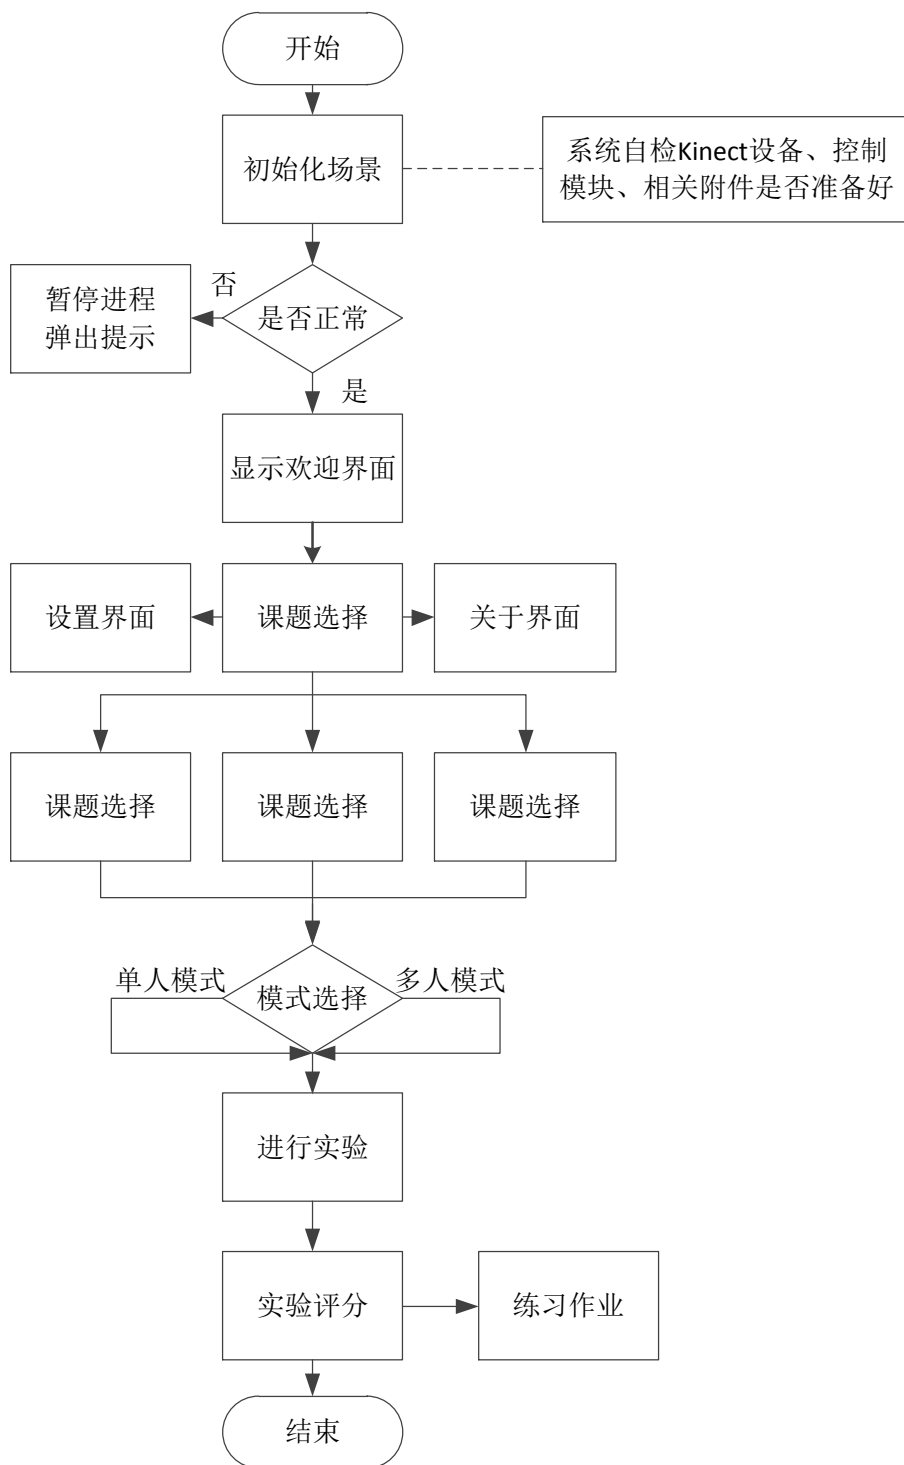 开始
初始化场景
系统自检Kinect设备、控制
模块、相关附件是否准备好
否
暂停进程
弹出提示
是否正常
是
显示欢迎界面
设置界面
课题选择
关于界面
课题选择
课题选择
课题选择
单人模式
模式选择
多人模式
进行实验
实验评分
练习作业
结束